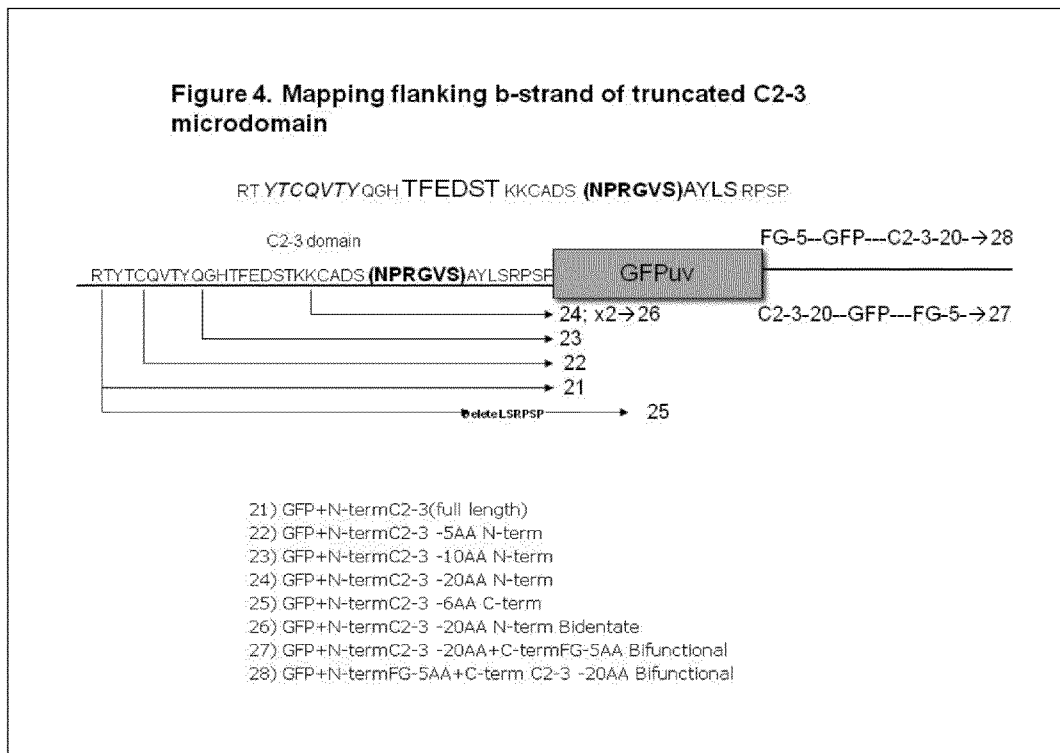 Figure 4. Mapping flanking b-strand of truncated C2-3
microdomain
RT YTCQVTY QGH TFEDST KKCADS (NPRGVS)AYLS RPSP
C2-3 domain
FG-5--GFP---C2-3-20-→28
RTYTCQVTYQGHTFEDSTKKCADS (NPRGVS)AYLSRPSP
GFPuv
24; x2→26
C2-3-20--GFP---FG-5-→27
23
22
21
Delete LSRPSP
25
21) GFP+N-termC2-3(full length)
22) GFP+N-termC2-3 -5AA N-term
23) GFP+N-termC2-3 -10AA N-term
24) GFP+N-termC2-3 -20AA N-term
25) GFP+N-termC2-3 -6AA C-term
26) GFP+N-termC2-3 -20AA N-term Bidentate
27) GFP+N-termC2-3 -20AA+C-termFG-5AA Bifunctional
28) GFP+N-termFG-5AA+C-term C2-3 -20AA Bifunctional